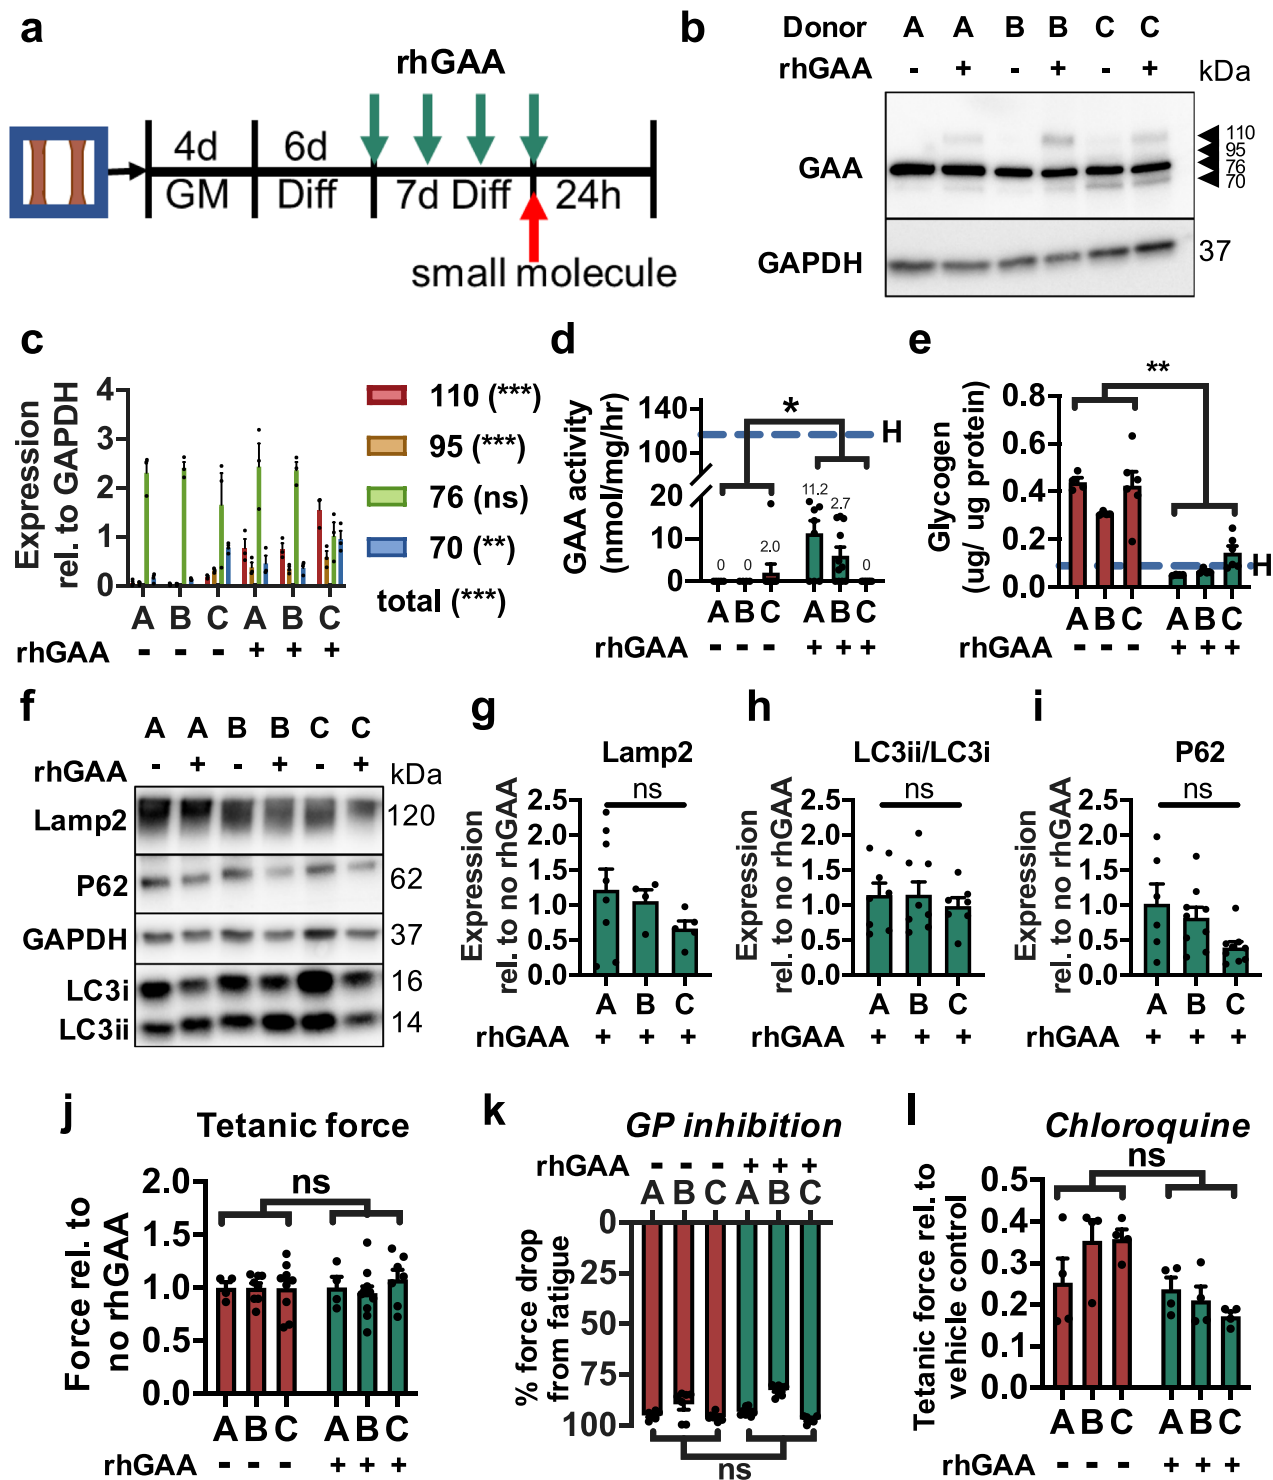 a
rhGAA
4d
6d
GM
Diff
7d Diff
24h
small molecule
b
Donor A A B B C C
rhGAA - + - + - + kDa
GAA
110
95
76
70
GAPDH
37
c
Expression
rel. to GAPDH
4
3
2
1
0
A B C A B C
rhGAA - - - + + +
110 (***)
95 (***)
76 (ns)
70 (**)
total (***)
d
GAA activity
(nmol/mg/hr)
140
100
20
10
0
*
H
0 0 2.0 11.2 2.7 0
A B C A B C
rhGAA - - - + + +
e
Glycogen
(ug/ ug protein)
0.8
0.6
0.4
0.2
0.0
**
H
A B C A B C
rhGAA - - - + + +
f
A A B B C C
rhGAA - + - + - + kDa
Lamp2 120
P62 62
GAPDH 37
LC3i 16
LC3ii 14
g
Lamp2
Expression
rel. to no rhGAA
2.5
2.0
1.5
1.0
0.5
0.0
ns
A B C
rhGAA + + +
h
LC3ii/LC3i
Expression
rel. to no rhGAA
2.5
2.0
1.5
1.0
0.5
0.0
ns
A B C
rhGAA + + +
i
P62
Expression
rel. to no rhGAA
2.5
2.0
1.5
1.0
0.5
0.0
ns
A B C
rhGAA + + +
j
Tetanic force
Force rel. to
no rhGAA
2.0
1.5
1.0
0.5
0.0
ns
A B C A B C
rhGAA - - - + + +
k
GP inhibition
rhGAA - - - + + +
A B C A B C
% force drop
from fatigue
0
25
50
75
100
ns
l
Chloroquine
Tetanic force rel. to
vehicle control
0.5
0.4
0.3
0.2
0.1
0.0
ns
A B C A B C
rhGAA - - - + + +